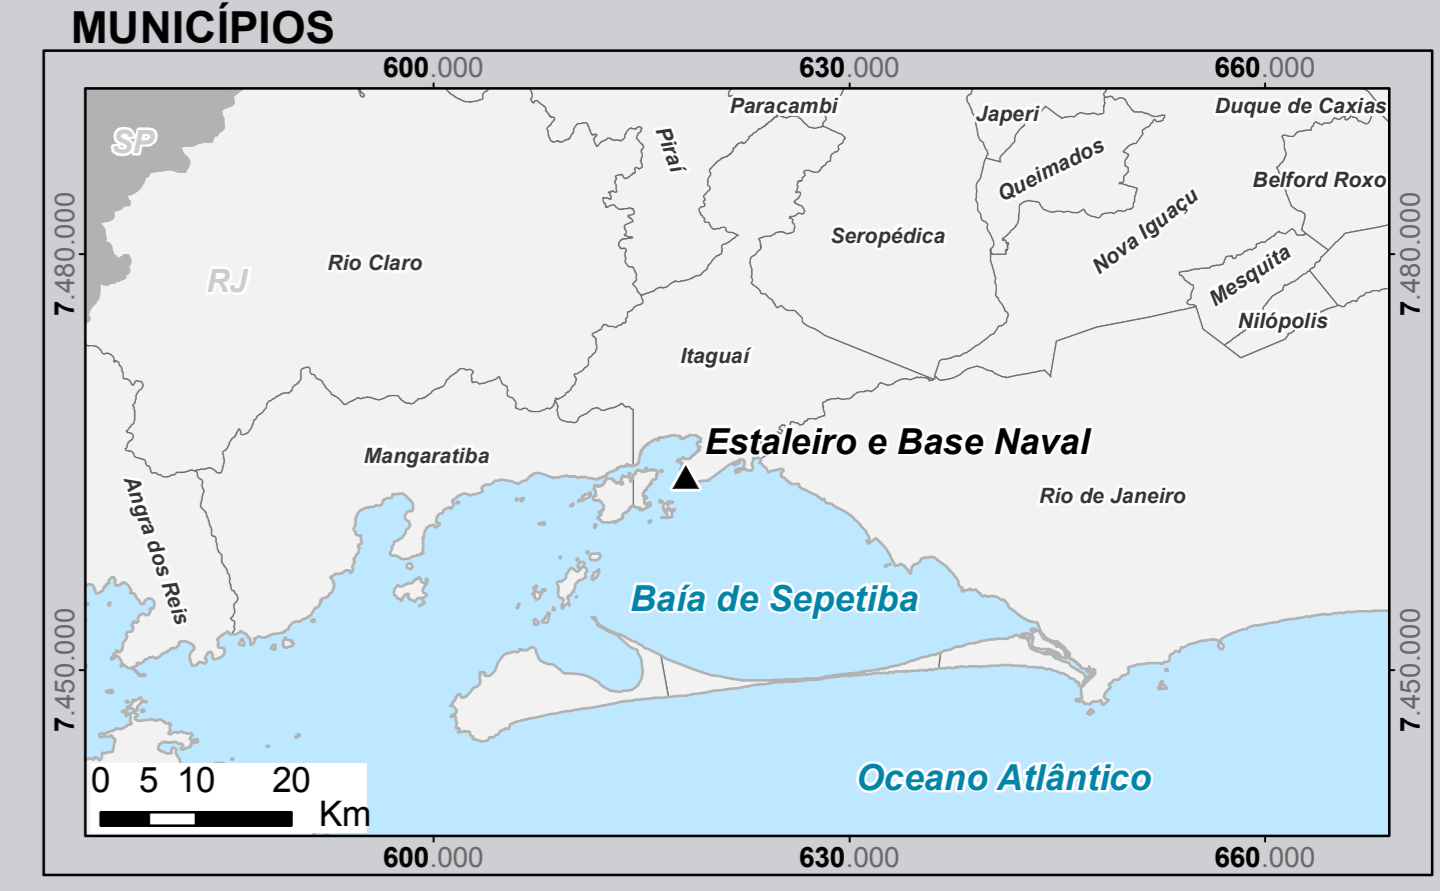 MUNICÍPIOS
600.000
630.000
660.000
Paracambi
Japeri
Duque de Caxias
SP
Piraí
Queimados
Belford Roxo
7.480.000
Rio Claro
RJ
Seropédica
Nova Iguaçu
Mesquita
7.480.000
Nilópolis
Itaguaí
Estaleiro e Base Naval
Mangaratiba
Rio de Janeiro
Angra dos Reis
Baía de Sepetiba
7.450.000
7.450.000
Oceano Atlântico
0 5 10 20
Km
600.000
630.000
660.000